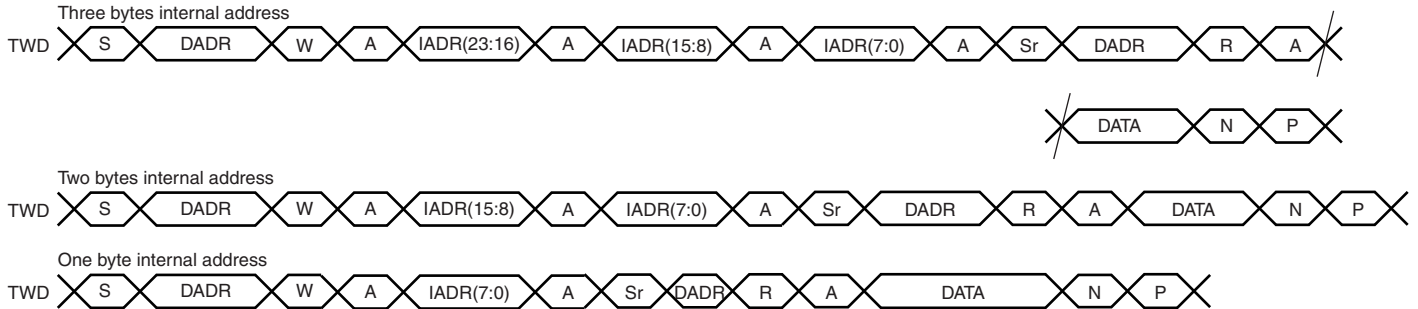 Three bytes internal address
TWD S DADR W A IADR(23:16) A IADR(15:8) A IADR(7:0) A Sr DADR R A
DATA N P
Two bytes internal address
TWD S DADR W A IADR(15:8) A IADR(7:0) A Sr DADR R A DATA N P
One byte internal address
TWD S DADR W A IADR(7:0) A Sr DADR R A DATA N P